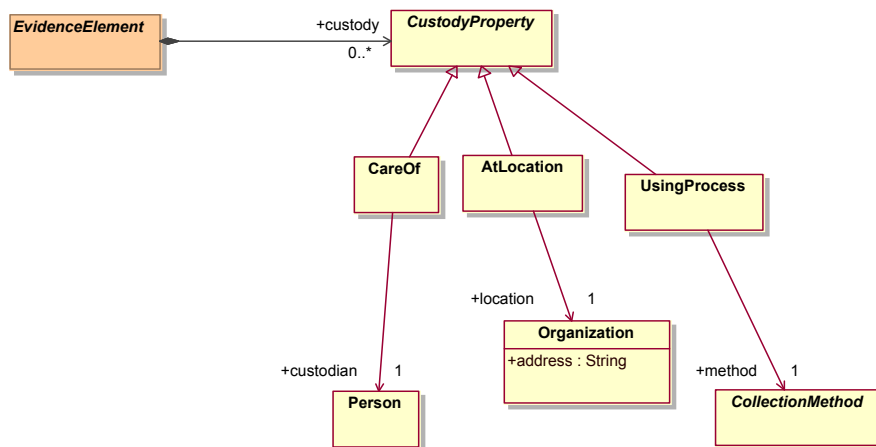 EvidenceElement
+custody
0..*
CustodyProperty
CareOf
AtLocation
UsingProcess
+location 1
Organization
+address : String
+custodian 1
Person
+method 1
CollectionMethod